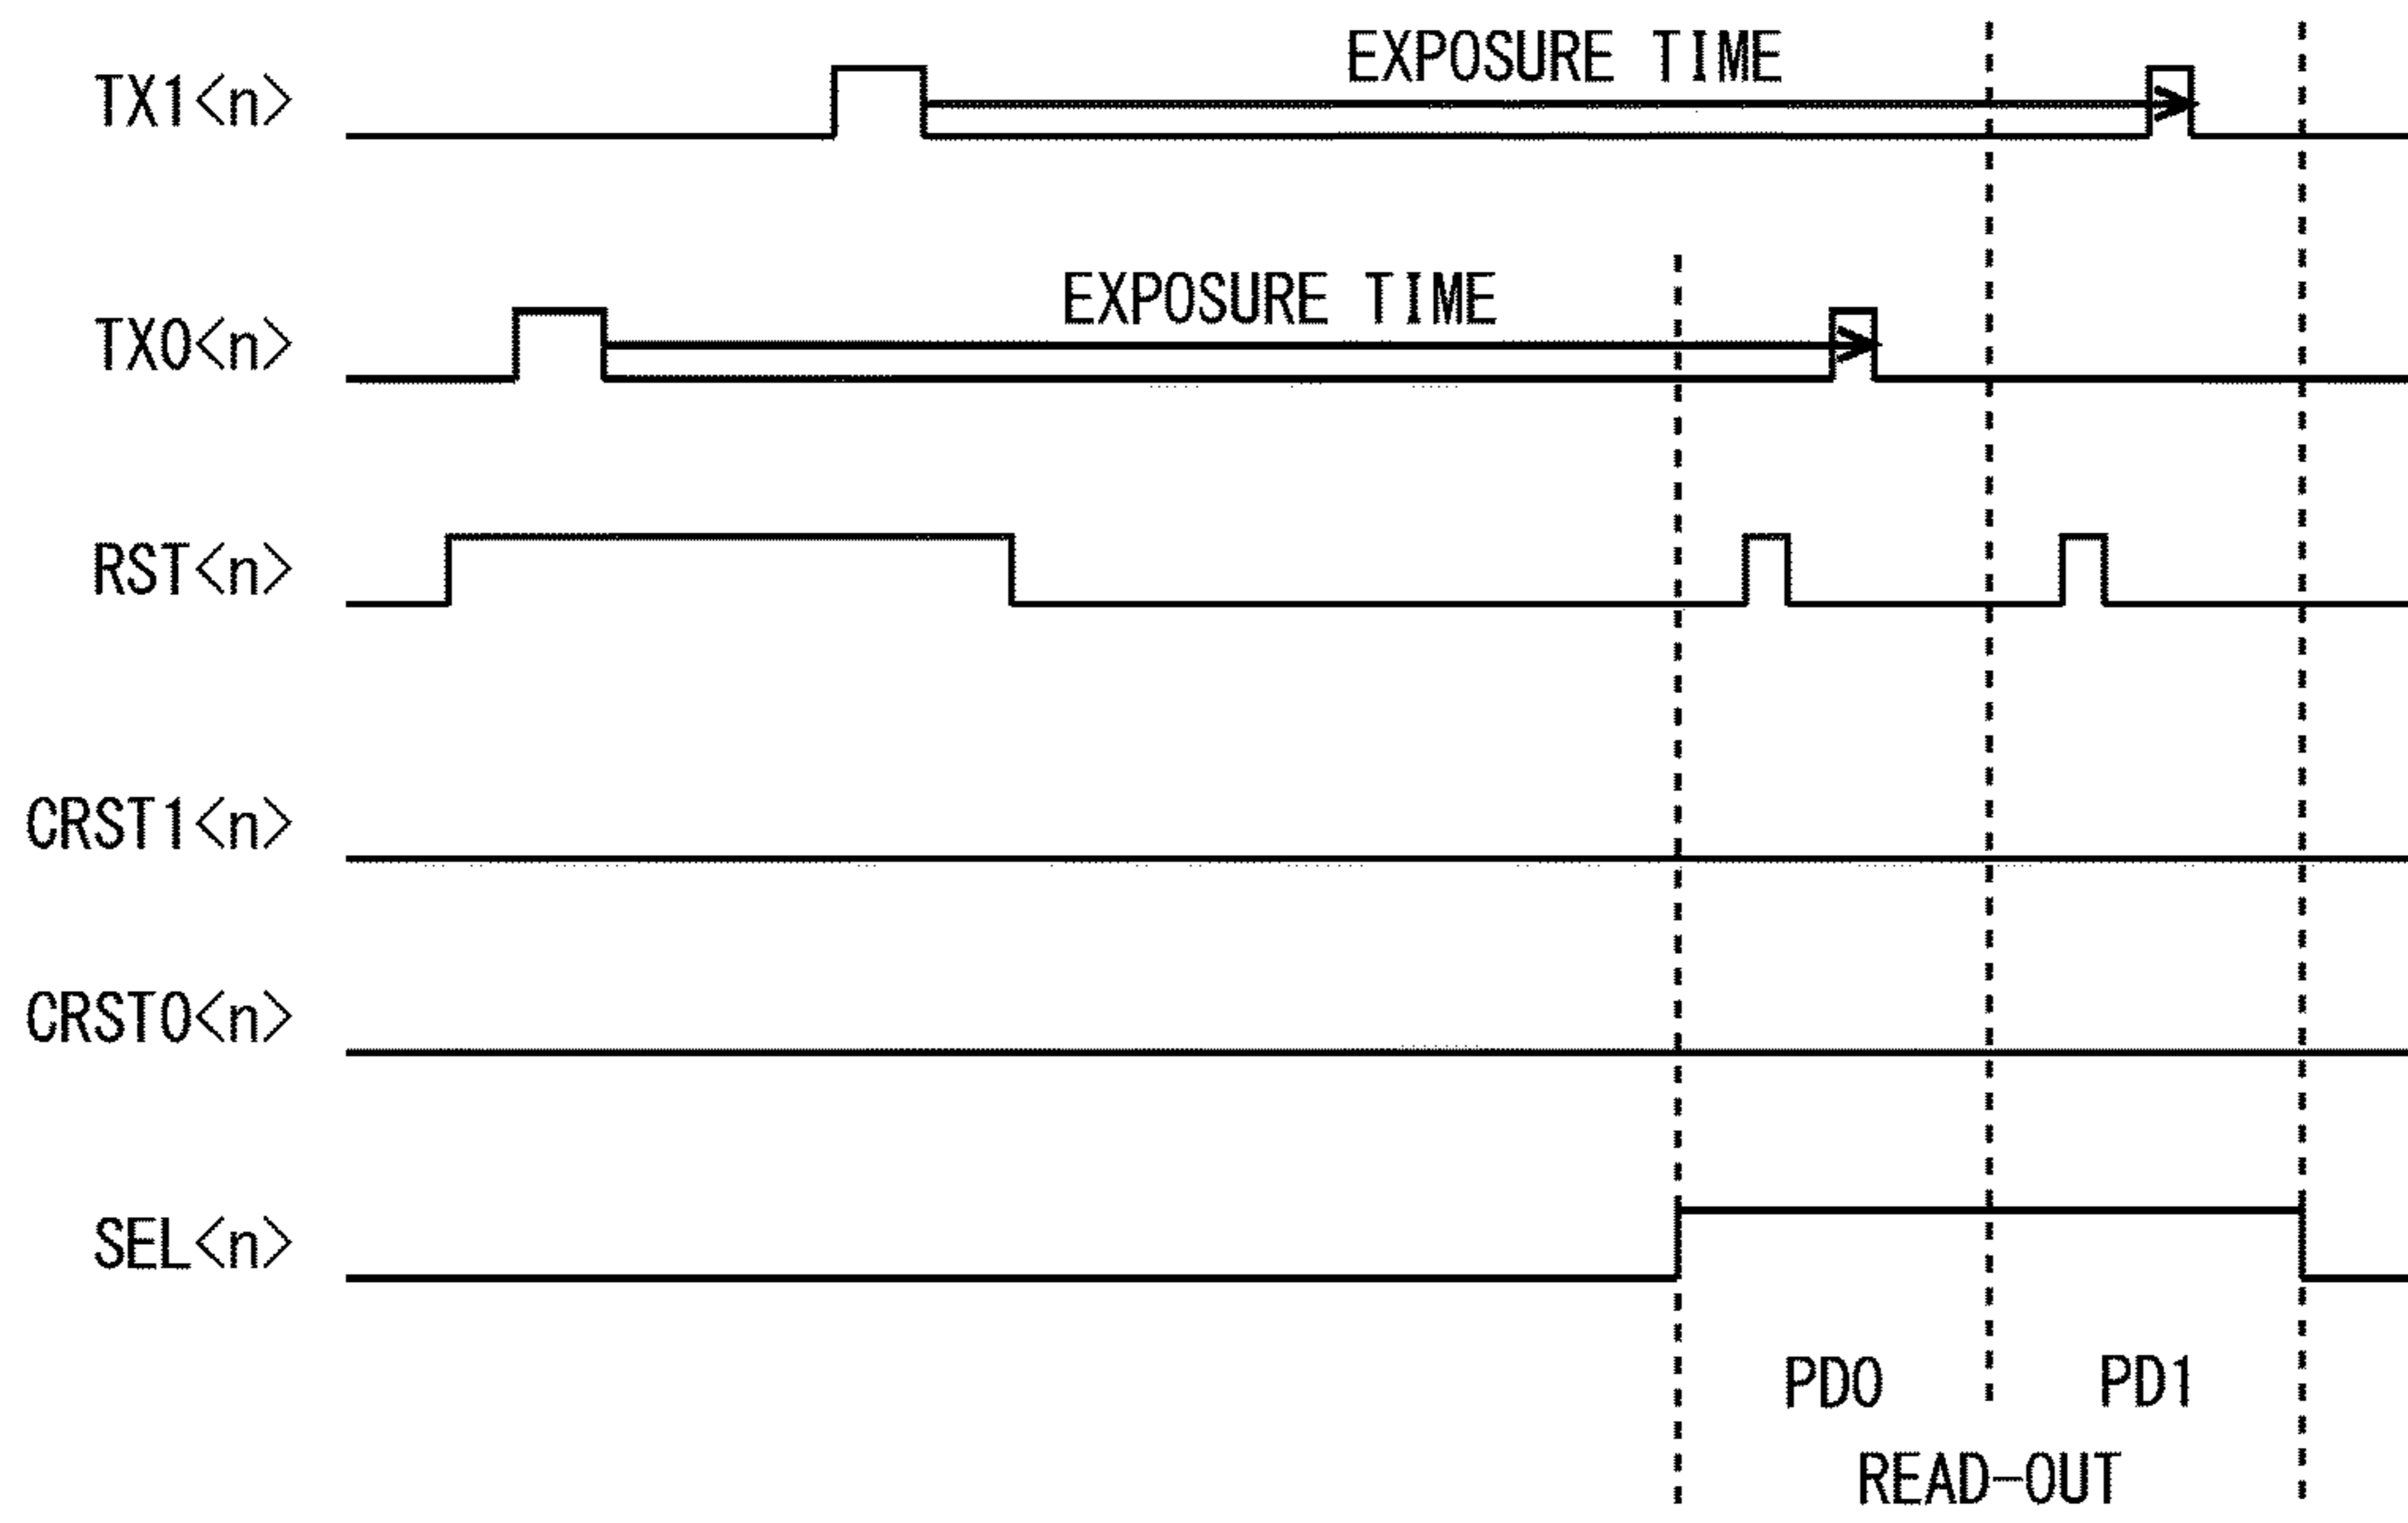 EXPOSURE TIME
TX1<n>
EXPOSURE TIME
TX0<n>
RST<n>
CRST1<n>
CRST0<n>
SEL<n>
PD0 PD1
READ-OUT